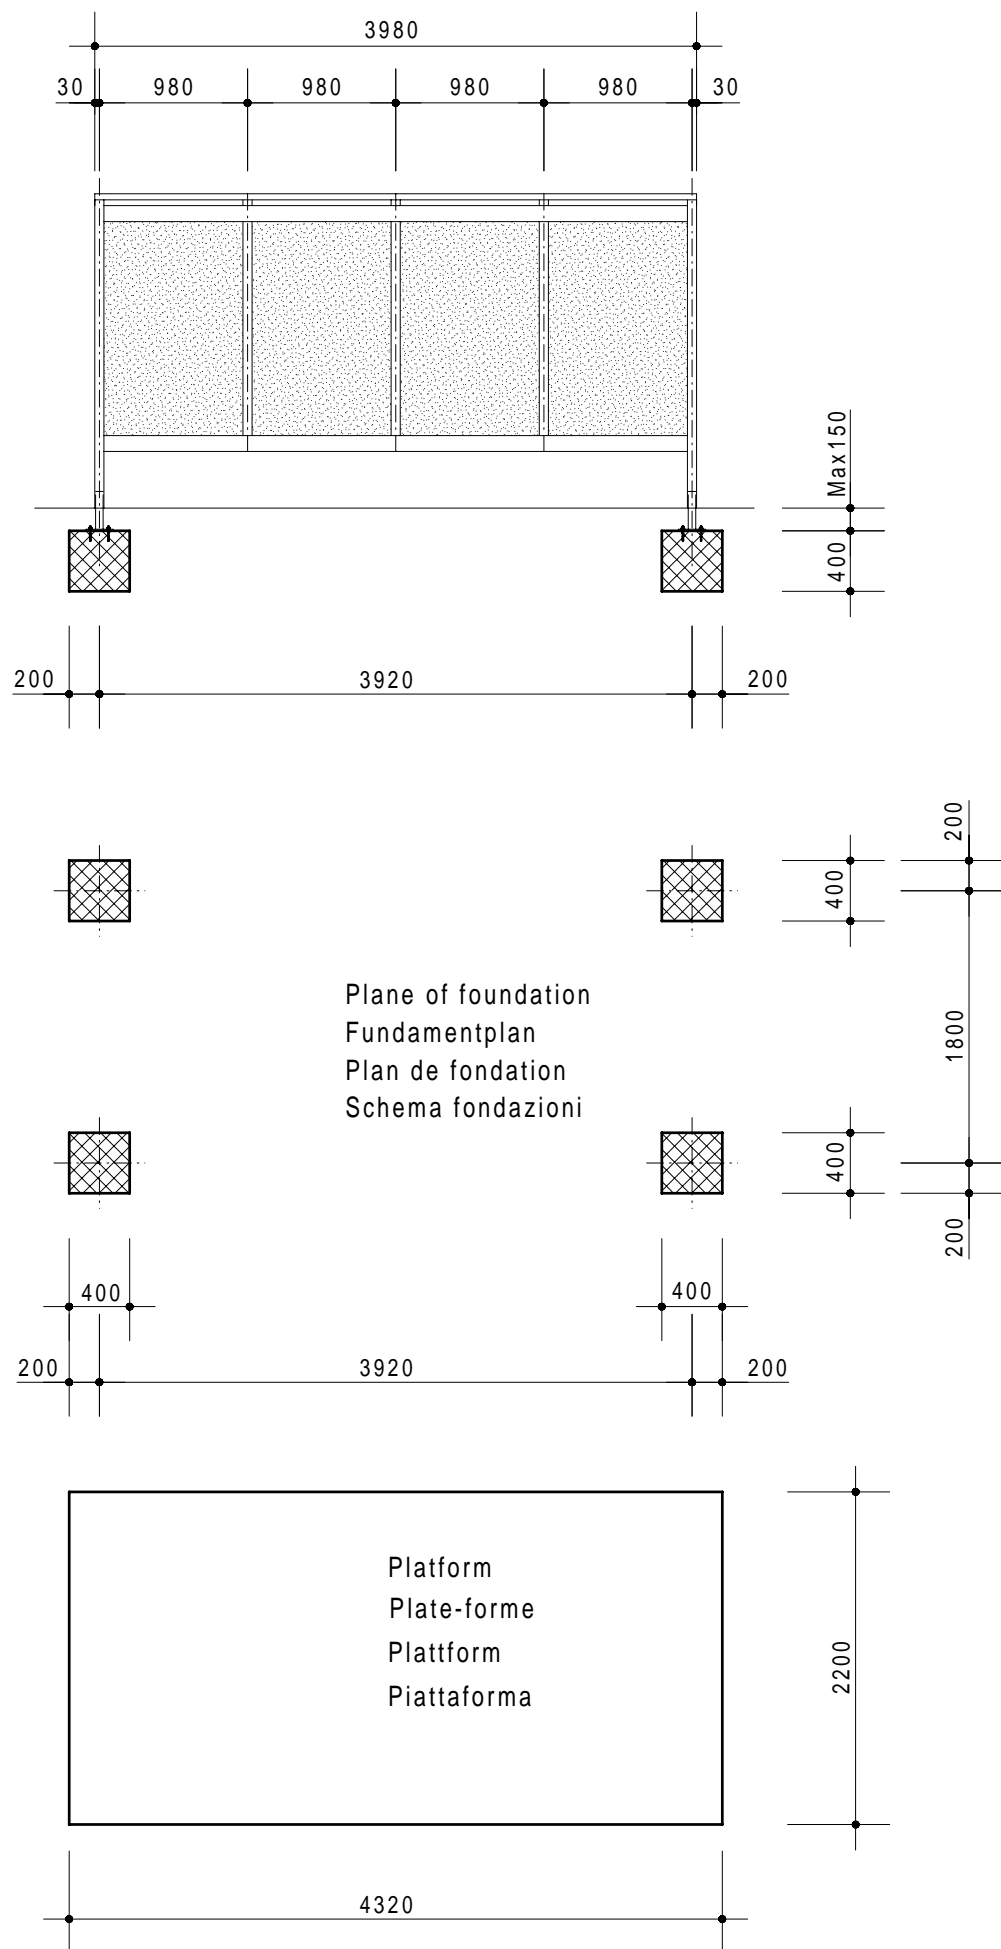 3980
30 980 980 980 980 30
Max150
400
200 3920 200
200
400
1800
400
200
Plane of foundation
Fundamentplan
Plan de fondation
Schema fondazioni
400 400
200 3920 200
Platform
Plate-forme
Plattform
Piattaforma
2200
4320